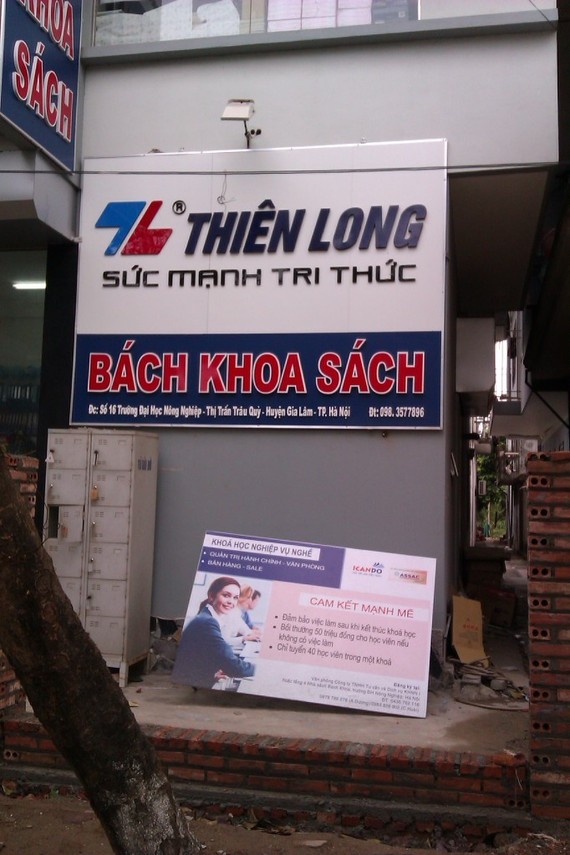 KHOA
SÁCH
® THIÊN LONG
SỨC MẠNH TRI THỨC
BÁCH KHOA SÁCH
Đc: Số 16 Trường Đại Học Nông Nghiệp - Thị Trấn Trâu Quỳ - Huyện Gia Lâm - TP. Hà Nội Đt: 098. 3577896
KHOÁ HỌC NGHIỆP VỤ NGHỀ
- QUẢN TRỊ HÀNH CHÍNH - VĂN PHÒNG
- BÁN HÀNG - SALE
ICANDO
CAM KẾT MẠNH MẼ
• Đảm bảo việc làm sau khi kết thúc khoá học
• Bồi thường 50 triệu đồng cho học viên nếu
không có việc làm
• Chỉ tuyển 40 học viên trong một khoá
Đăng ký tại